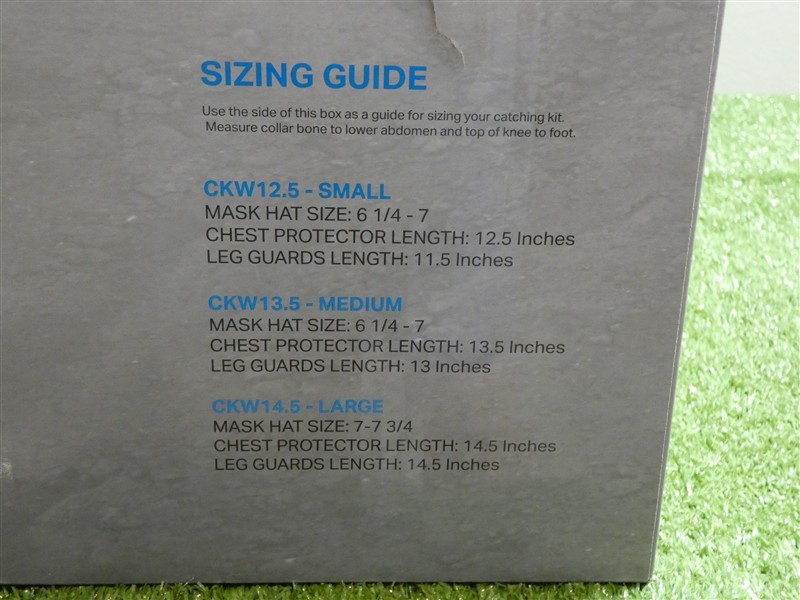 SIZING GUIDE
Use the side of this box as a guide for sizing your catching kit.
Measure collar bone to lower abdomen and top of knee to foot.
CKW12.5 - SMALL
MASK HAT SIZE: 6 1/4 - 7
CHEST PROTECTOR LENGTH: 12.5 Inches
LEG GUARDS LENGTH: 11.5 Inches
CKW13.5 - MEDIUM
MASK HAT SIZE: 6 1/4 - 7
CHEST PROTECTOR LENGTH: 13.5 Inches
LEG GUARDS LENGTH: 13 Inches
CKW14.5 - LARGE
MASK HAT SIZE: 7-7 3/4
CHEST PROTECTOR LENGTH: 14.5 Inches
LEG GUARDS LENGTH: 14.5 Inches